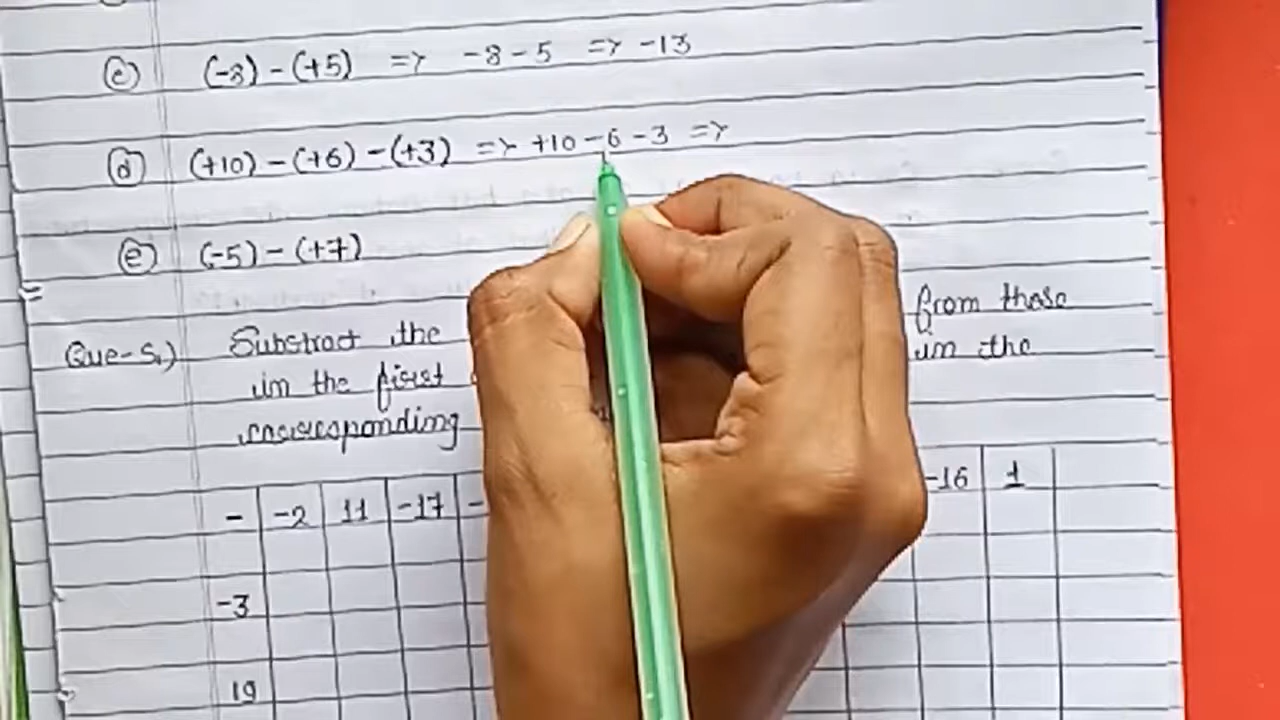 (c) (-8) - (+5) => -8 - 5 => -13
(d) (+10) - (+6) - (+3) => +10 - 6 - 3 =>
(e) (-5) - (+7)
Que-5.) Substract the from those
in the first in the
corresponding
- -2 11 -17 - -16 1
-3
19